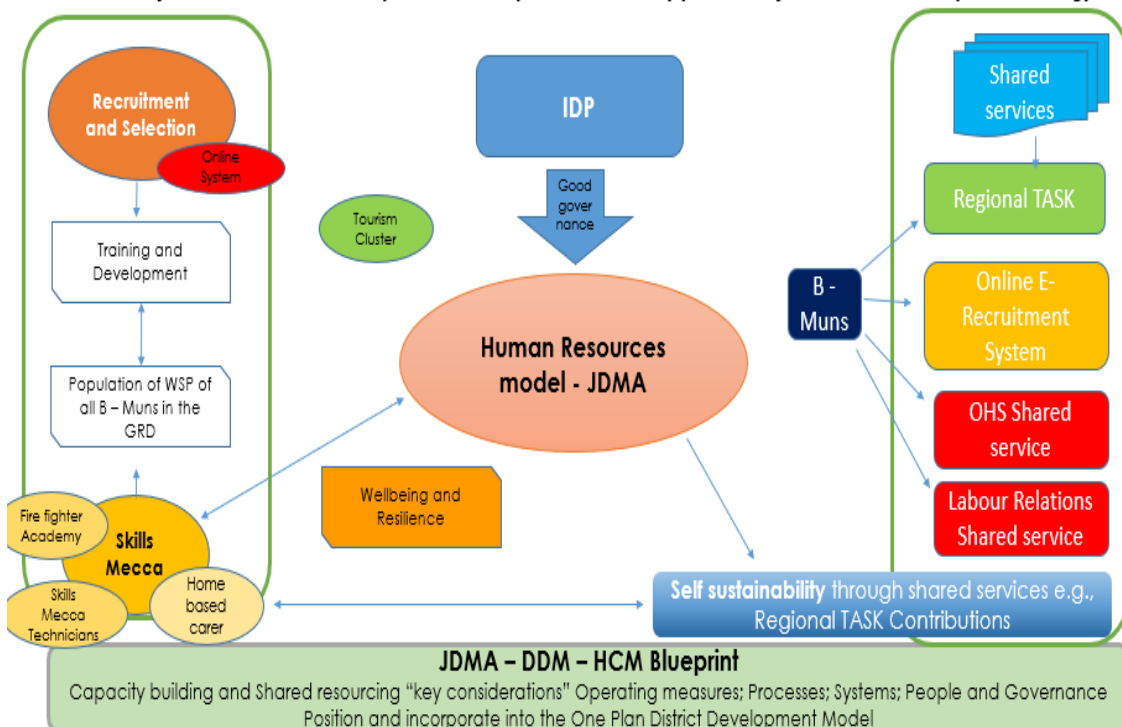 Recruitment
and Selection
Online
System
Training and
Development
Population of WSP of
all B – Muns in the
GRD
Fire fighter
Academy
Skills
Mecca
Skills
Mecca
Technicians
Home
based
carer
IDP
Good
gover
nance
Tourism
Cluster
Human Resources
model - JDMA
Wellbeing and
Resilience
B -
Muns
Shared
services
Regional TASK
Online E-
Recruitment
System
OHS Shared
service
Labour Relations
Shared service
Self sustainability through shared services e.g.,
Regional TASK Contributions
JDMA – DDM – HCM Blueprint
Capacity building and Shared resourcing “key considerations” Operating measures; Processes; Systems; People and Governance
Position and incorporate into the One Plan District Development Model